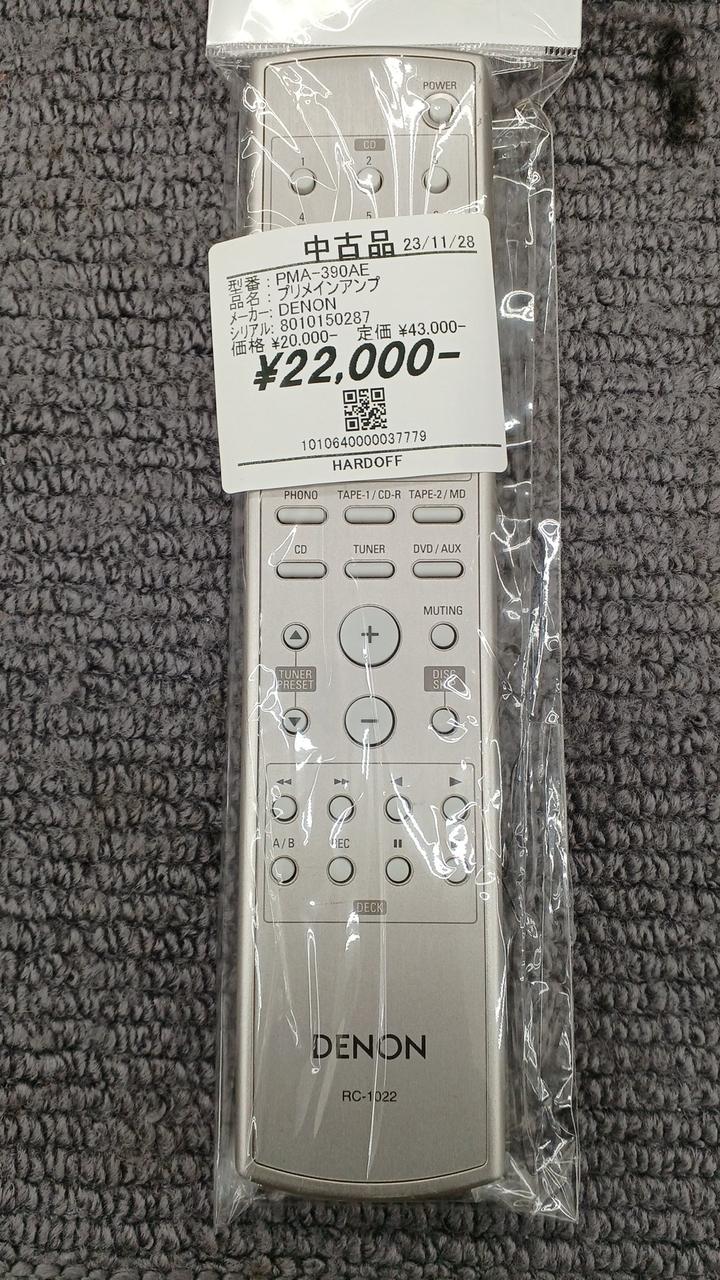 POWER
CD
1 2
4 5
中古品 23/11/28
型番：PMA-390AE
品名：プリメインアンプ
メーカー：DENON
シリアル：8010150287
価格 ¥20,000- 定価 ¥43,000-
¥22,000-
1010640000037779
HARDOFF
PHONO TAPE-1 / CD-R TAPE-2 / MD
CD TUNER DVD / AUX
MUTING
+
TUNER PRESET DISC
-
A / B REC
DECK
DENON
RC-1022